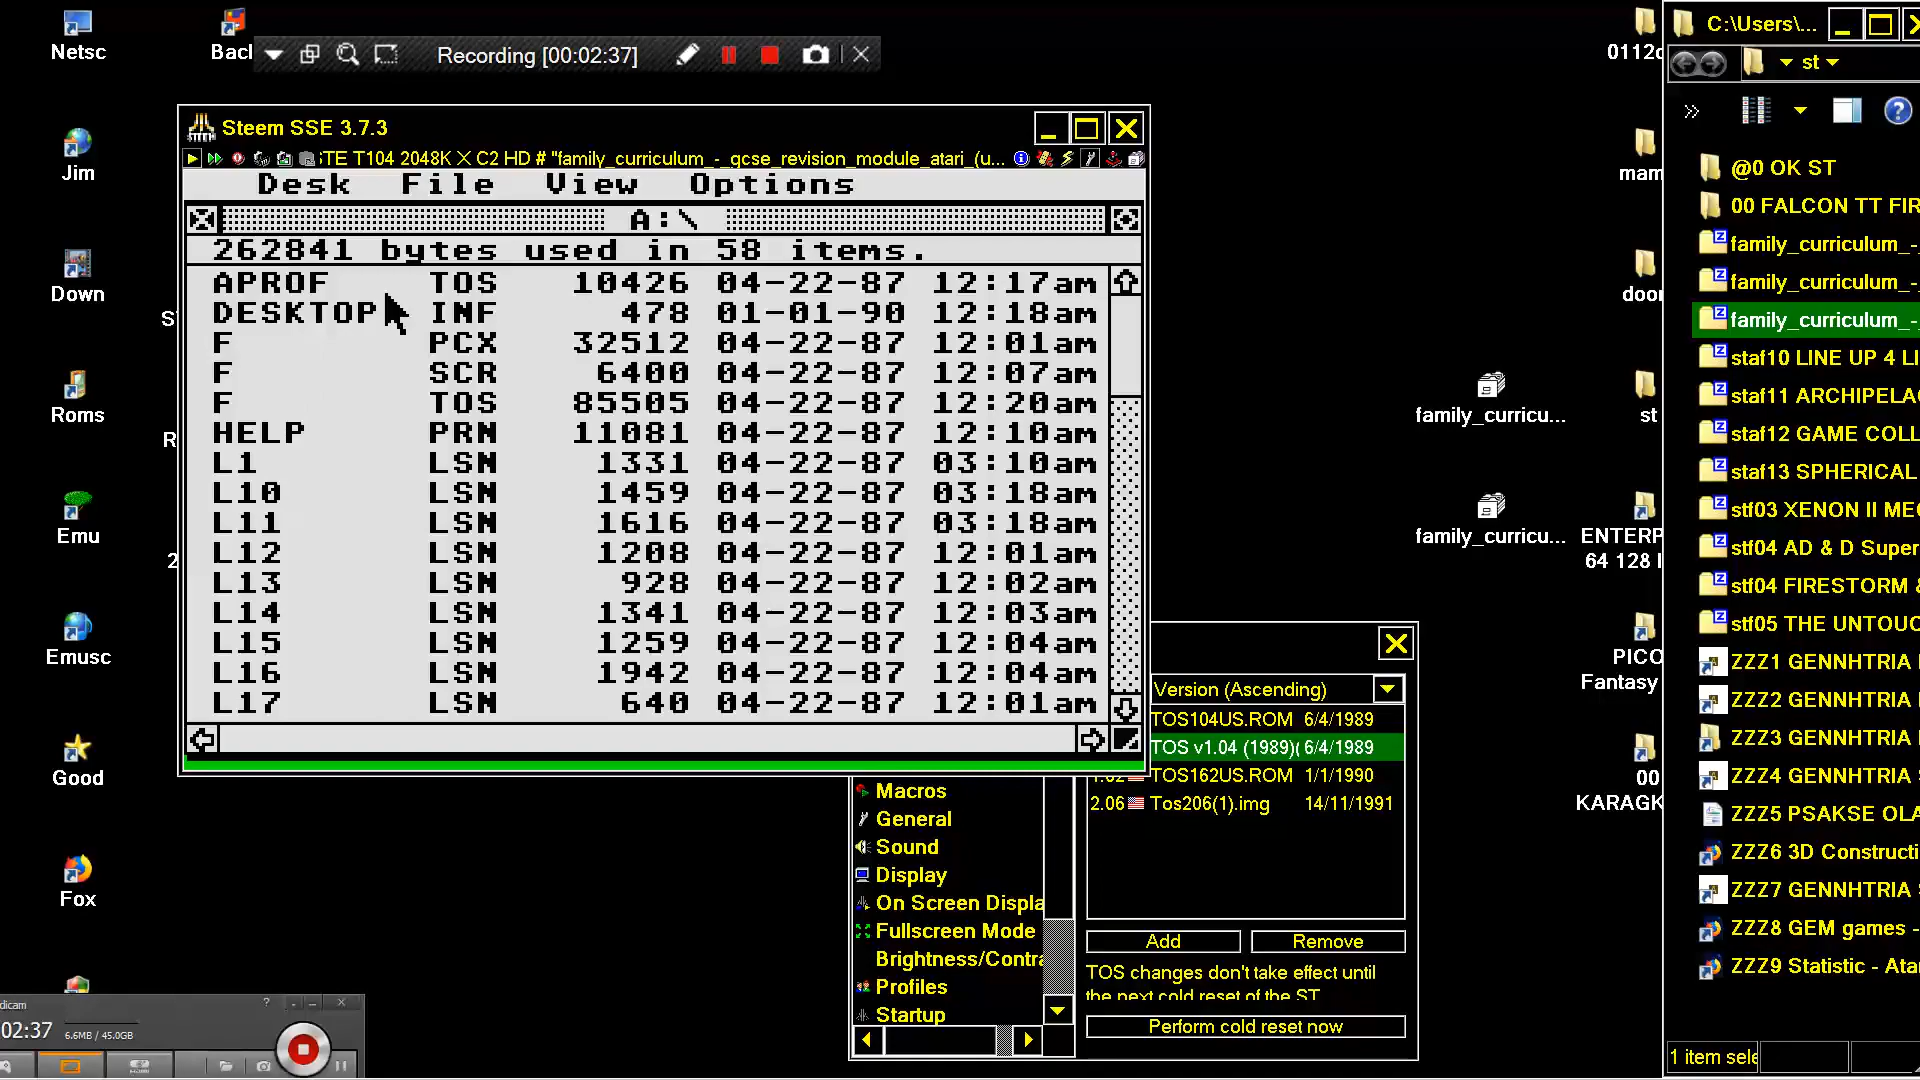 Netsc
Bacl
Jim
Down
Roms
Emu
Emusc
Good
Fox
Recording [00:02:37]
Steem SSE 3.7.3
TE T104 2048K X C2 HD # "family_curriculum_-_gcse_revision_module_atari_(u...
Desk File View Options
A:\
262841 bytes used in 58 items.
APROF TOS 10426 04-22-87 12:17am
DESKTOP INF 478 01-01-90 12:18am
F PCX 32512 04-22-87 12:01am
F SCR 6400 04-22-87 12:07am
F TOS 85505 04-22-87 12:20am
HELP PRN 11081 04-22-87 12:10am
L1 LSN 1331 04-22-87 03:10am
L10 LSN 1459 04-22-87 03:18am
L11 LSN 1616 04-22-87 03:18am
L12 LSN 1208 04-22-87 12:01am
L13 LSN 928 04-22-87 12:02am
L14 LSN 1341 04-22-87 12:03am
L15 LSN 1259 04-22-87 12:04am
L16 LSN 1942 04-22-87 12:04am
L17 LSN 640 04-22-87 12:01am
Macros
General
Sound
Display
On Screen Displa
Fullscreen Mode
Brightness/Contra
Profiles
Startup
Version (Ascending)
TOS104US.ROM 6/4/1989
TOS v1.04 (1989)( 6/4/1989
TOS162US.ROM 1/1/1990
2.06 Tos206(1).img 14/11/1991
Add Remove
TOS changes don't take effect until
the next cold reset of the ST
Perform cold reset now
family_curricu...
family_curricu...
0112
mam
door
st
ENTERP
64 128 I
PICO
Fantasy
00
KARAGK
C:\Users\...
st
@0 OK ST
00 FALCON TT FIR
family_curriculum_-
family_curriculum_-
family_curriculum_-
staf10 LINE UP 4 LI
staf11 ARCHIPELA
staf12 GAME COLL
staf13 SPHERICAL
stf03 XENON II ME
stf04 AD & D Super
stf04 FIRESTORM &
stf05 THE UNTOUC
ZZZ1 GENNHTRIA
ZZZ2 GENNHTRIA
ZZZ3 GENNHTRIA
ZZZ4 GENNHTRIA
ZZZ5 PSAKSE OLA
ZZZ6 3D Constructi
ZZZ7 GENNHTRIA
ZZZ8 GEM games -
ZZZ9 Statistic - Ata
1 item sele
dicam
02:37
6.6MB / 45.0GB